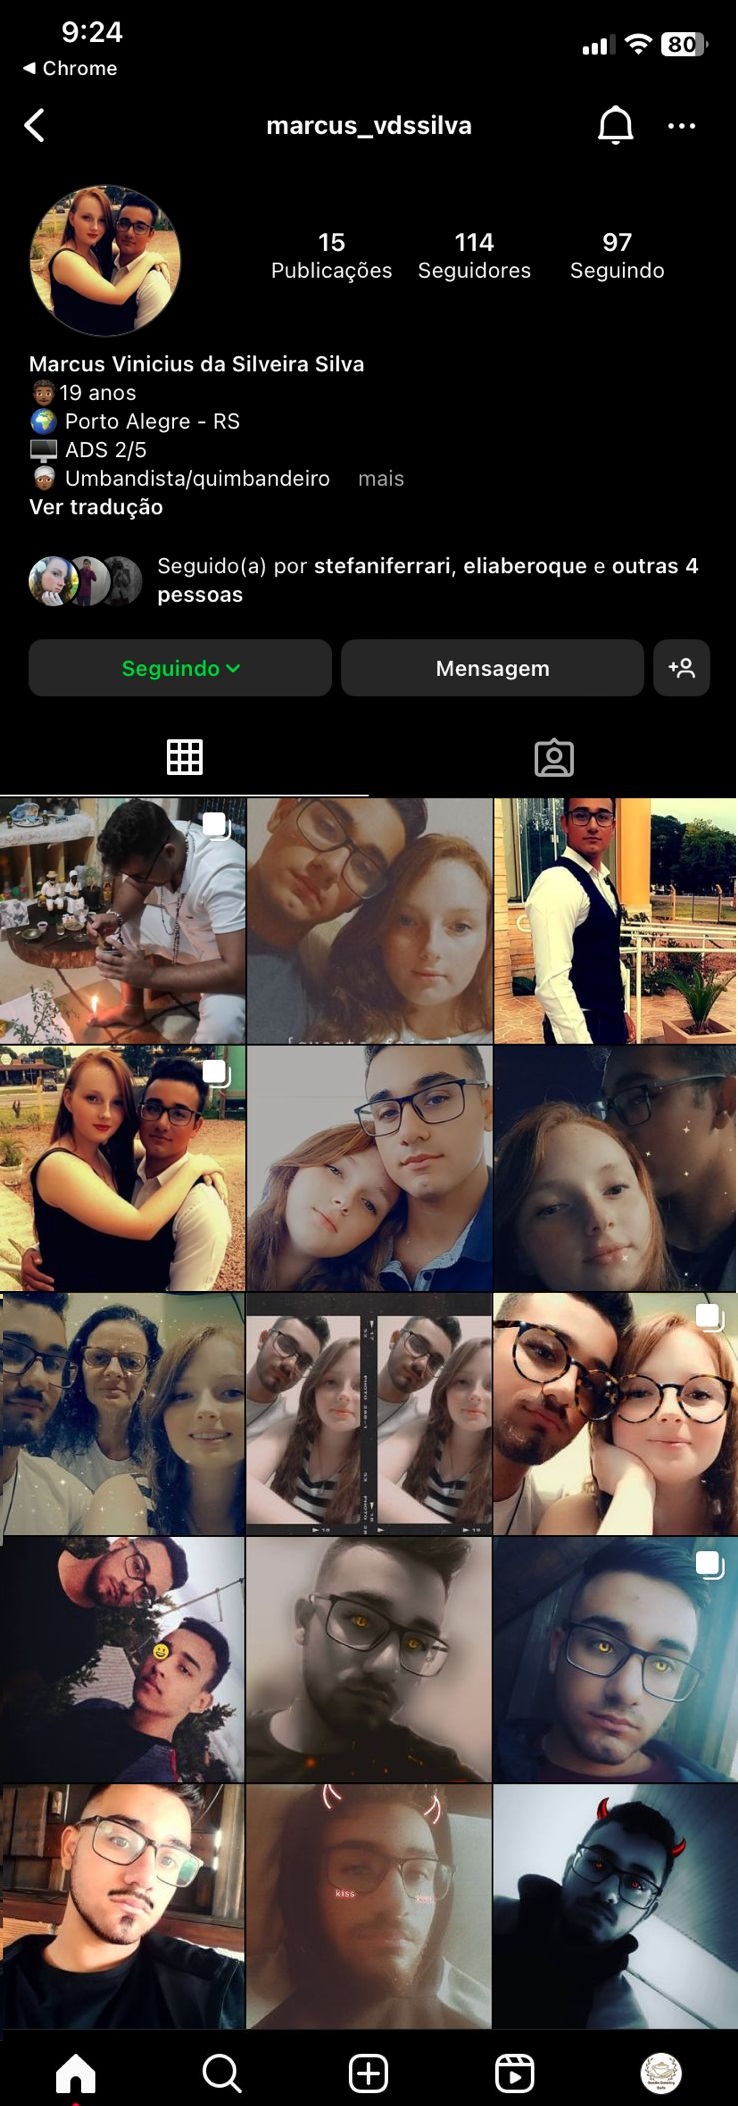 9:24
80
Chrome
marcus_vdssilva
15
114
97
Publicações
Seguidores
Seguindo
Marcus Vinicius da Silveira Silva
19 anos
Porto Alegre - RS
ADS 2/5
Umbandista/quimbandeiro mais
Ver tradução
Seguido(a) por stefaniferrari, eliaberoque e outras 4
pessoas
Seguindo
Mensagem
kiss